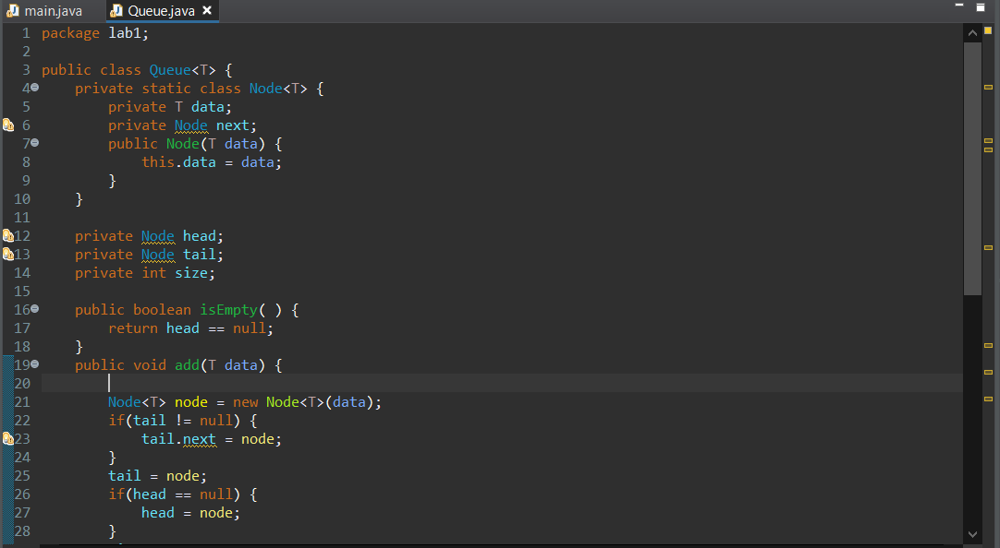 main.java Queue.java
1 package lab1;
2
3 public class Queue<T> {
4 private static class Node<T> {
5 private T data;
6 private Node next;
7 public Node(T data) {
8 this.data = data;
9 }
10 }
11
12 private Node head;
13 private Node tail;
14 private int size;
15
16 public boolean isEmpty( ) {
17 return head == null;
18 }
19 public void add(T data) {
20
21 Node<T> node = new Node<T>(data);
22 if(tail != null) {
23 tail.next = node;
24 }
25 tail = node;
26 if(head == null) {
27 head = node;
28 }